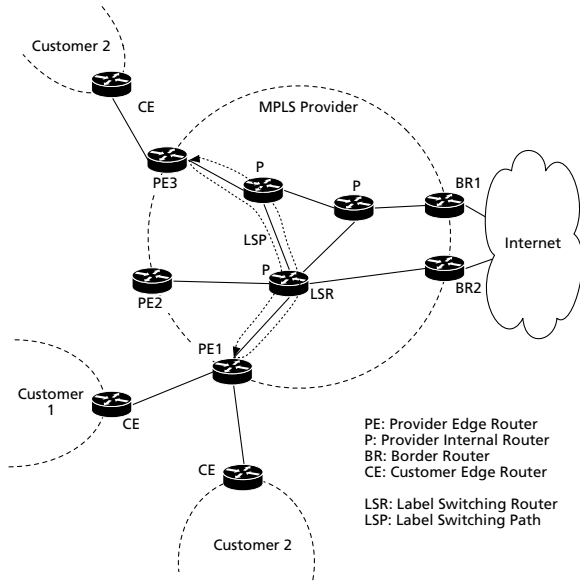 Customer 2
CE
MPLS Provider
P
PE3
P
BR1
LSP
Internet
P
LSR
PE2
BR2
PE1
Customer
1
CE
PE: Provider Edge Router
P: Provider Internal Router
BR: Border Router
CE: Customer Edge Router
CE
LSR: Label Switching Router
LSP: Label Switching Path
Customer 2